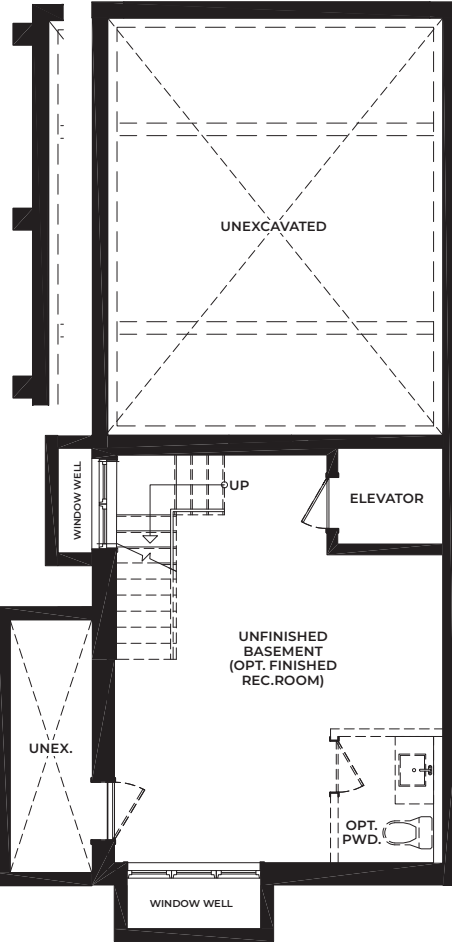 UNEXCAVATED
WINDOW WELL
UP
ELEVATOR
UNFINISHED
BASEMENT
(OPT. FINISHED
REC.ROOM)
UNEX.
OPT.
PWD.
WINDOW WELL